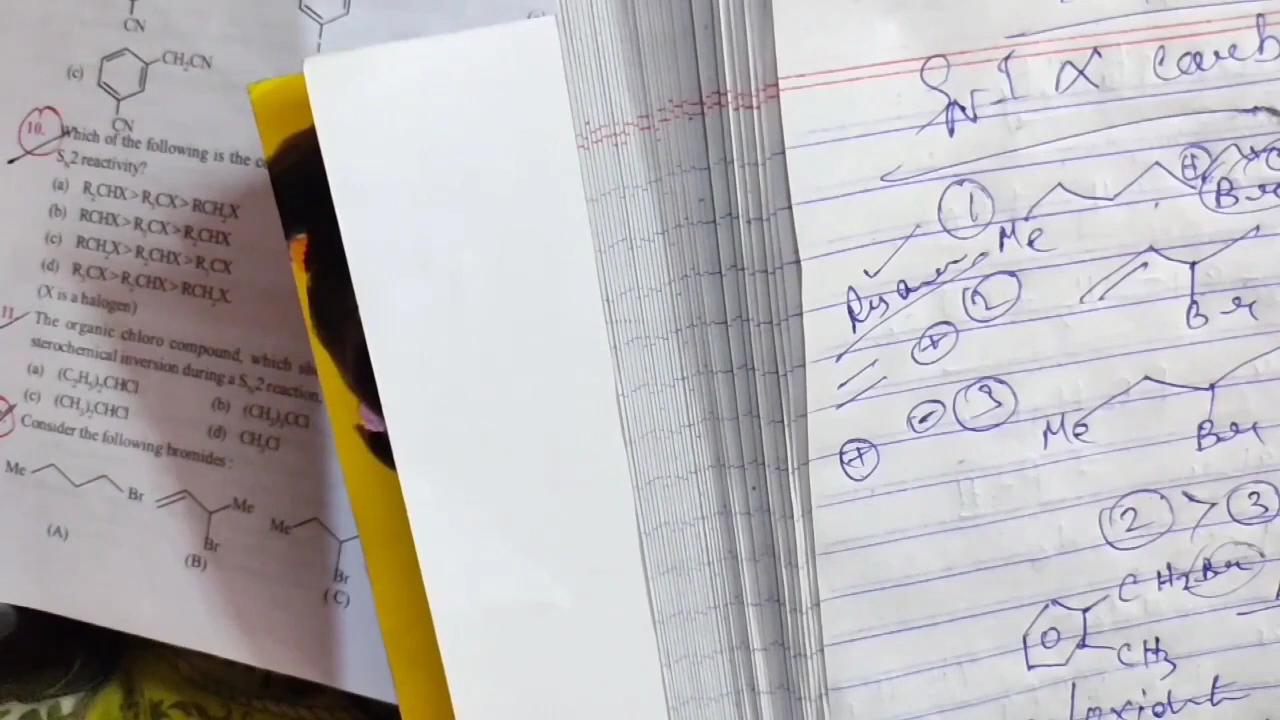 CN
CH₂CN
(c)
CN
10. Which of the following is the
S_N2 reactivity?
(a) R₂CHX > R₃CX > RCH₂X
(b) RCHX > R₃CX > R₂CHX
(c) RCH₂X > R₂CHX > R₃CX
(d) R₃CX > R₂CHX > RCH₂X
(X is a halogen)
11. The organic chloro compound, which
sterochemical inversion during a S_N2 reaction.
(a) (C₂H₅)₂CHCl
(b) (CH₃)₃CCl
(c) (CH₃)₂CHCl
(d) CH₃Cl
Consider the following bromides :
Me Br Me Me
Br Br
(A) (B) (C)
SN1 ∝ carb
1 Me ⊕ Br
2 Br
⊕
⊖ 3 Me Br
⊕
2 > 3
CH₂Br
CH₃